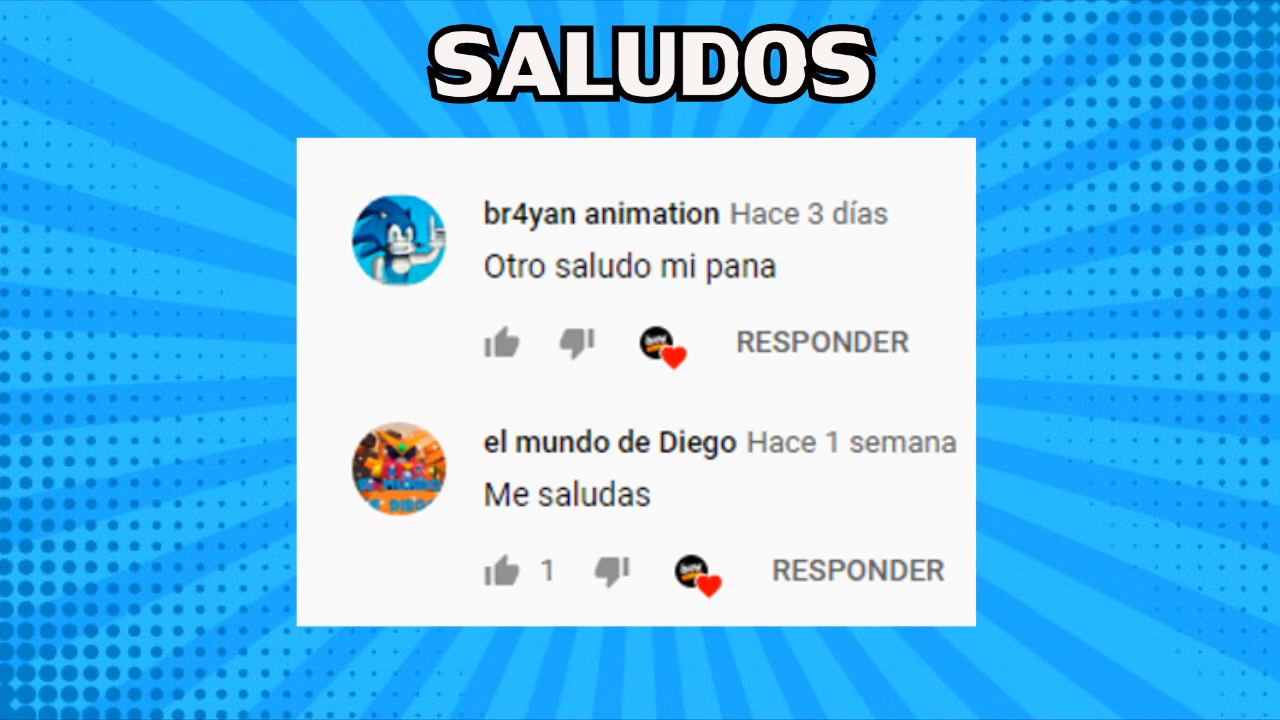 SALUDOS
br4yan animation Hace 3 días
Otro saludo mi pana
RESPONDER
el mundo de Diego Hace 1 semana
Me saludas
1 RESPONDER